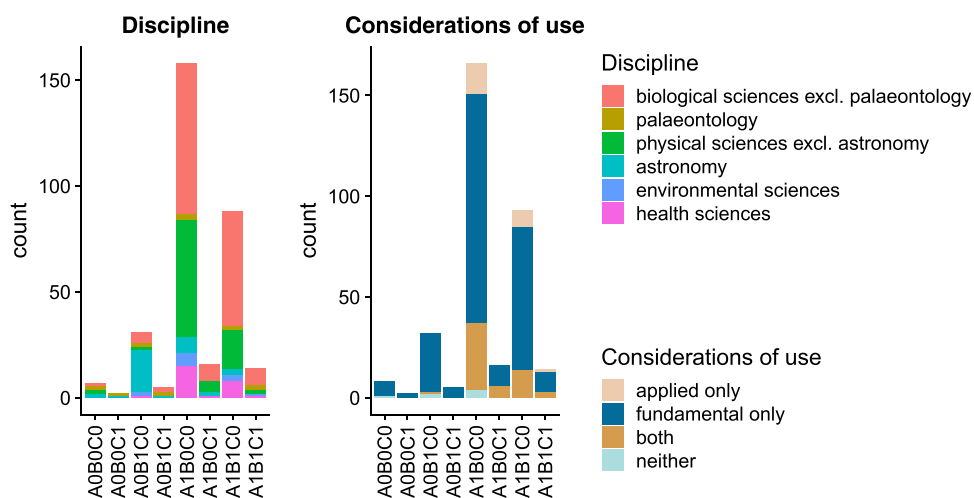 Discipline
Considerations of use
count
150
100
50
0
A0B0C0
A0B0C1
A0B1C0
A0B1C1
A1B0C0
A1B0C1
A1B1C0
A1B1C1
count
150
100
50
0
A0B0C0
A0B0C1
A0B1C0
A0B1C1
A1B0C0
A1B0C1
A1B1C0
A1B1C1
Discipline
biological sciences excl. palaeontology
palaeontology
physical sciences excl. astronomy
astronomy
environmental sciences
health sciences
Considerations of use
applied only
fundamental only
both
neither